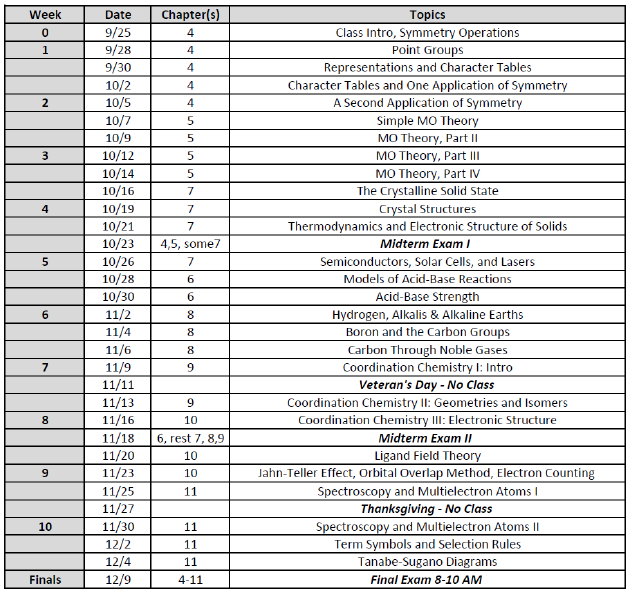 Week Date Chapter(s) Topics
0 9/25 4 Class Intro, Symmetry Operations
1 9/28 4 Point Groups
9/30 4 Representations and Character Tables
10/2 4 Character Tables and One Application of Symmetry
2 10/5 4 A Second Application of Symmetry
10/7 5 Simple MO Theory
10/9 5 MO Theory, Part II
3 10/12 5 MO Theory, Part III
10/14 5 MO Theory, Part IV
10/16 7 The Crystalline Solid State
4 10/19 7 Crystal Structures
10/21 7 Thermodynamics and Electronic Structure of Solids
10/23 4,5, some7 Midterm Exam I
5 10/26 7 Semiconductors, Solar Cells, and Lasers
10/28 6 Models of Acid-Base Reactions
10/30 6 Acid-Base Strength
6 11/2 8 Hydrogen, Alkalis & Alkaline Earths
11/4 8 Boron and the Carbon Groups
11/6 8 Carbon Through Noble Gases
7 11/9 9 Coordination Chemistry I: Intro
11/11 Veteran's Day - No Class
11/13 9 Coordination Chemistry II: Geometries and Isomers
8 11/16 10 Coordination Chemistry III: Electronic Structure
11/18 6, rest 7, 8,9 Midterm Exam II
11/20 10 Ligand Field Theory
9 11/23 10 Jahn-Teller Effect, Orbital Overlap Method, Electron Counting
11/25 11 Spectroscopy and Multielectron Atoms I
11/27 Thanksgiving - No Class
10 11/30 11 Spectroscopy and Multielectron Atoms II
12/2 11 Term Symbols and Selection Rules
12/4 11 Tanabe-Sugano Diagrams
Finals 12/9 4-11 Final Exam 8-10 AM